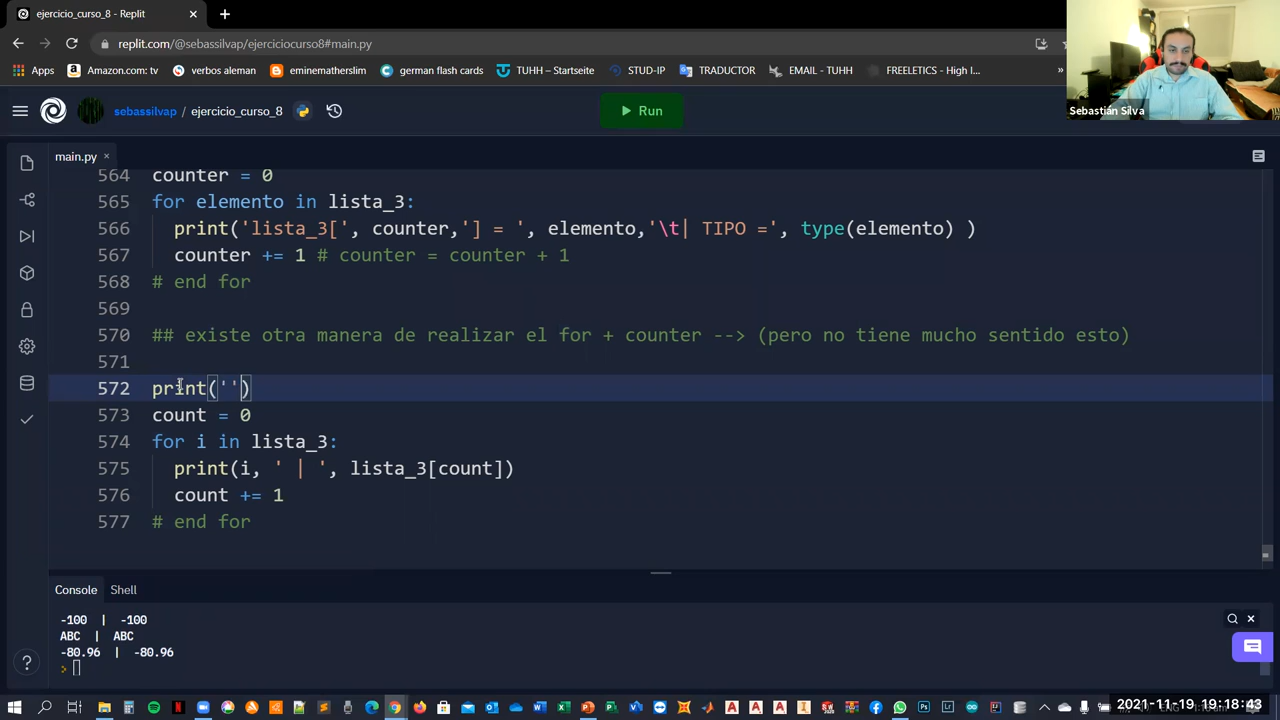 ejercicio_curso_8 - Replit
replit.com/@sebassilvap/ejerciciocurso8#main.py
Apps
Amazon.com: tv
verbos aleman
eminematherslim
german flash
TUHH – Startseite
STUD-IP
TRADUCTOR
EMAIL - TUHH
FREELETICS - High I...
»
Sebastián Silva
sebassilvap / ejercicio_curso_8
Run
main.py
564 counter = 0
565 for elemento in lista_3:
566 print('lista_3[', counter,'] = ', elemento,'\t| TIPO =', type(elemento) )
567 counter += 1 # counter = counter + 1
568 # end for
569
570 ## existe otra manera de realizar el for + counter --> (pero no tiene mucho sentido esto)
571
572 print('')
573 count = 0
574 for i in lista_3:
575 print(i, ' | ', lista_3[count])
576 count += 1
577 # end for
Console
Shell
-100 | -100
ABC | ABC
-80.96 | -80.96
>
?
2021-11-19 19:18:43